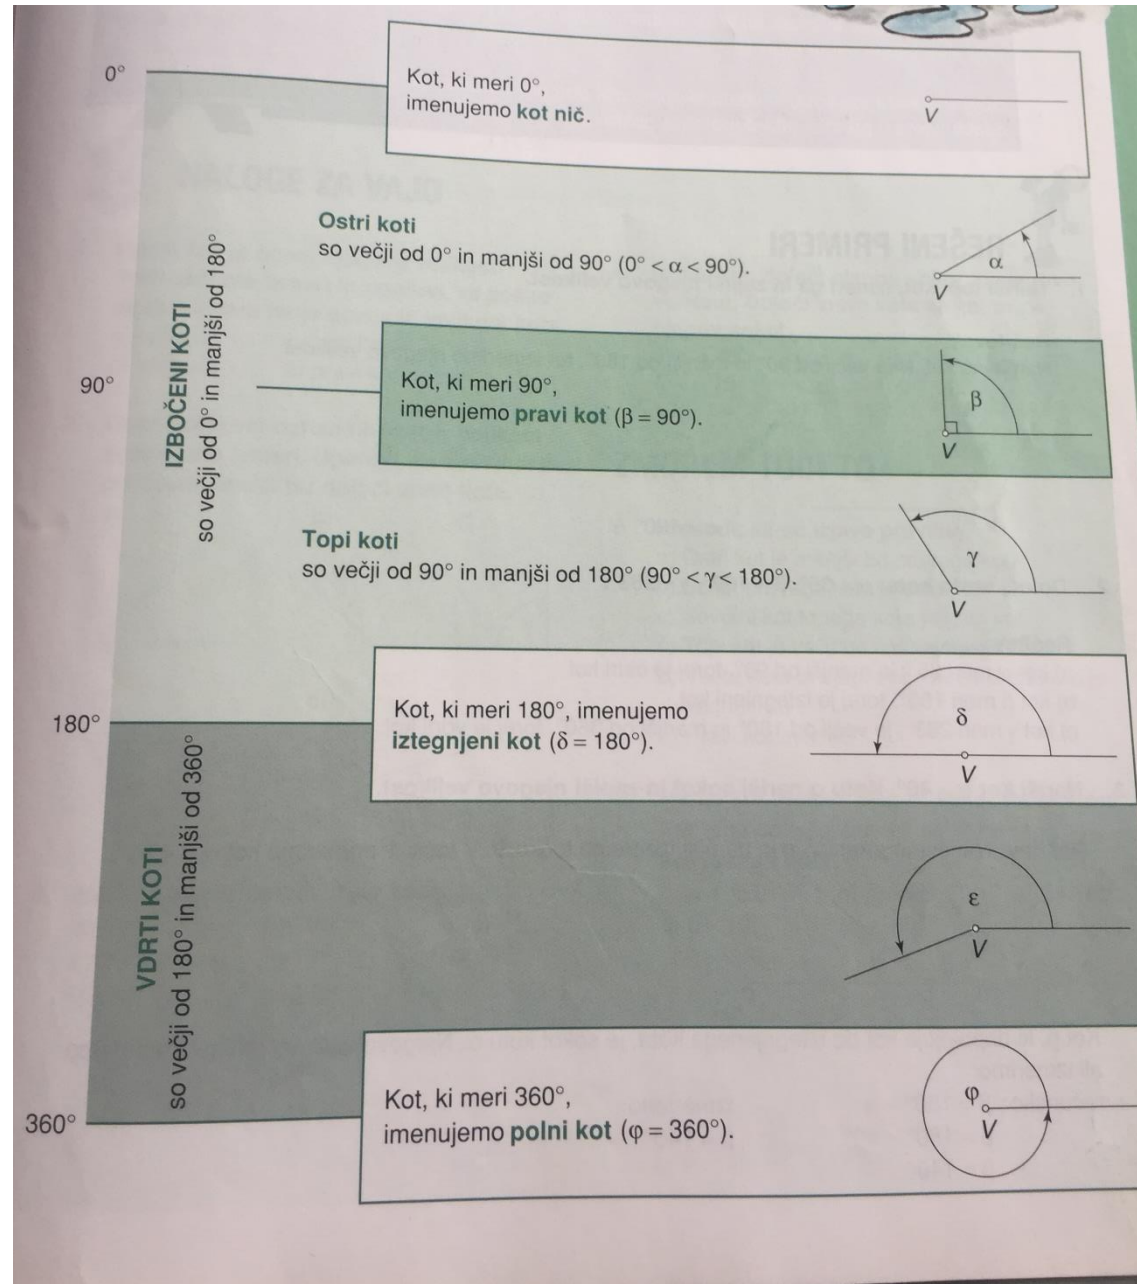 0°
Kot, ki meri 0°,
imenujemo kot nič.
V
IZBOČENI KOTI
so večji od 0° in manjši od 180°
Ostri koti
so večji od 0° in manjši od 90° (0° < α < 90°).
α
V
90°
Kot, ki meri 90°,
imenujemo pravi kot (β = 90°).
β
V
Topi koti
so večji od 90° in manjši od 180° (90° < γ < 180°).
γ
V
180°
Kot, ki meri 180°, imenujemo
iztegnjeni kot (δ = 180°).
δ
V
VDRTI KOTI
so večji od 180° in manjši od 360°
ε
V
360°
Kot, ki meri 360°,
imenujemo polni kot (φ = 360°).
φ
V